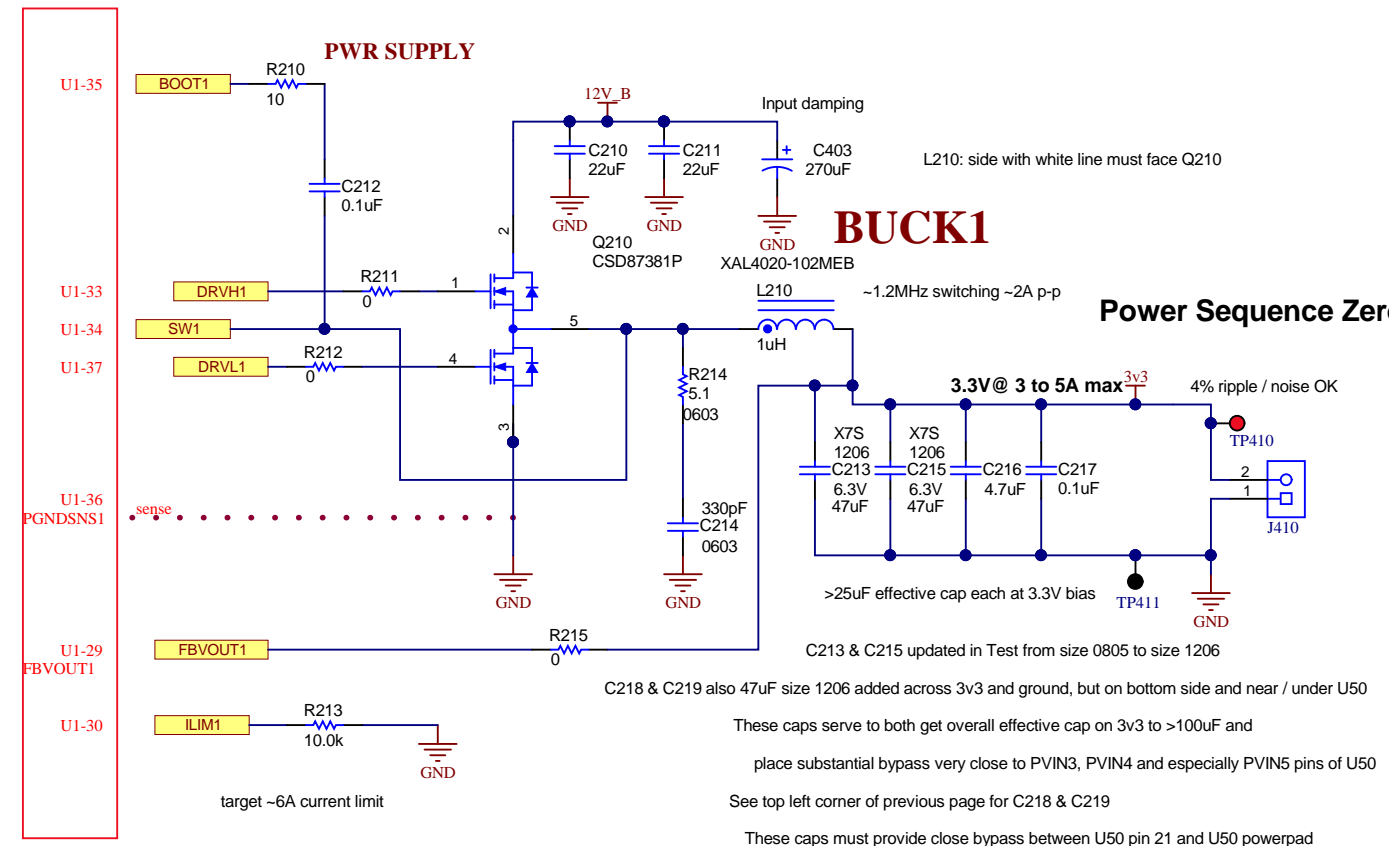 PWR SUPPLY
U1-35
BOOT1
R210
10
C212
0.1uF
12V_B
Input damping
C210
22uF
GND
C211
22uF
GND
C403
270uF
GND
L210: side with white line must face Q210
BUCK1
Q210
CSD87381P
XAL4020-102MEB
L210
1uH
~1.2MHz switching ~2A p-p
Power Sequence Zer
U1-33
DRVH1
R211
0
1
2
U1-34
SW1
5
U1-37
DRVL1
R212
0
4
3
R214
5.1
0603
330pF
C214
0603
GND
GND
3.3V@ 3 to 5A max
3v3
4% ripple / noise OK
TP410
X7S
1206
C213
6.3V
47uF
X7S
1206
C215
6.3V
47uF
C216
4.7uF
C217
0.1uF
2
1
J410
U1-36
PGNDSNS1
sense
>25uF effective cap each at 3.3V bias
TP411
GND
U1-29
FBVOUT1
FBVOUT1
R215
0
C213 & C215 updated in Test from size 0805 to size 1206
C218 & C219 also 47uF size 1206 added across 3v3 and ground, but on bottom side and near / under U50
U1-30
ILIM1
R213
10.0k
GND
These caps serve to both get overall effective cap on 3v3 to >100uF and
place substantial bypass very close to PVIN3, PVIN4 and especially PVIN5 pins of U50
target ~6A current limit
See top left corner of previous page for C218 & C219
These caps must provide close bypass between U50 pin 21 and U50 powerpad